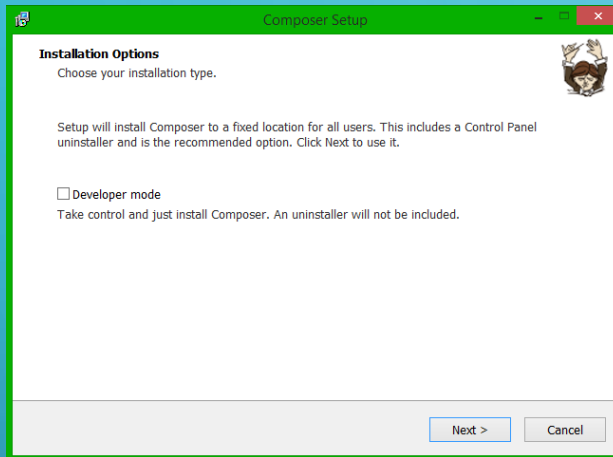 Composer Setup
Installation Options
Choose your installation type.
Setup will install Composer to a fixed location for all users. This includes a Control Panel
uninstaller and is the recommended option. Click Next to use it.
Developer mode
Take control and just install Composer. An uninstaller will not be included.
Next >
Cancel